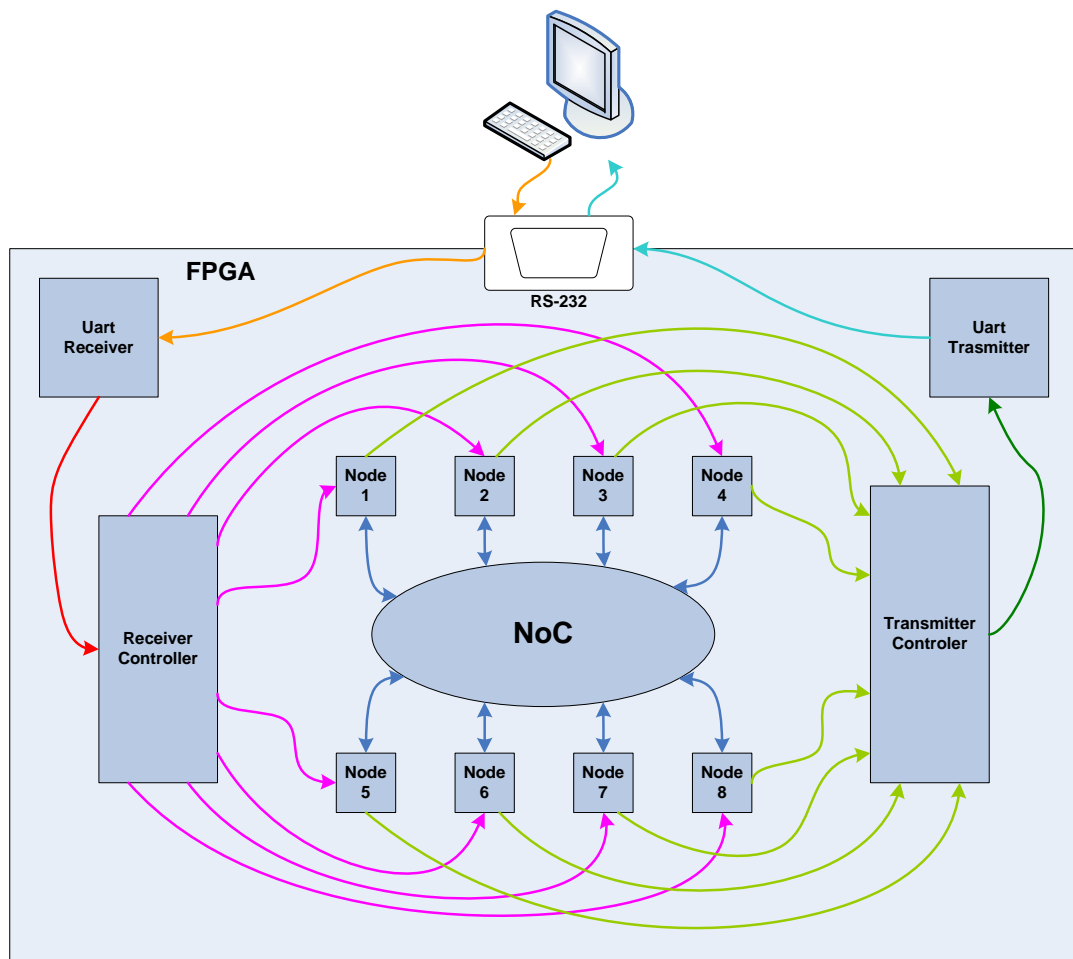 FPGA
RS-232
Uart
Receiver
Uart
Trasmitter
Node
1
Node
2
Node
3
Node
4
Receiver
Controller
NoC
Transmitter
Controler
Node
5
Node
6
Node
7
Node
8